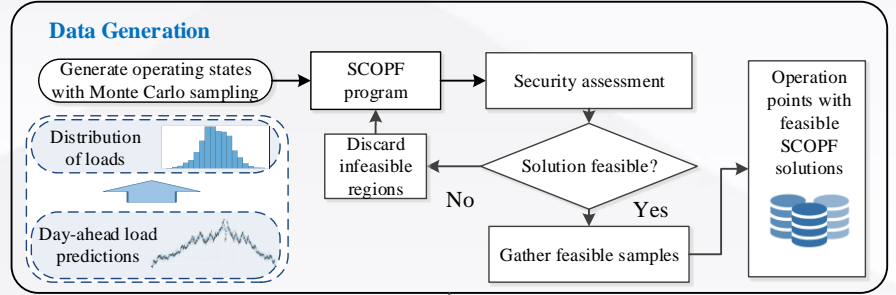 Data Generation
Generate operating states
with Monte Carlo sampling
SCOPF
program
Security assessment
Operation
points with
feasible
SCOPF
solutions
Distribution
of loads
Discard
infeasible
regions
Solution feasible?
No
Yes
Day-ahead load
predictions
Gather feasible samples